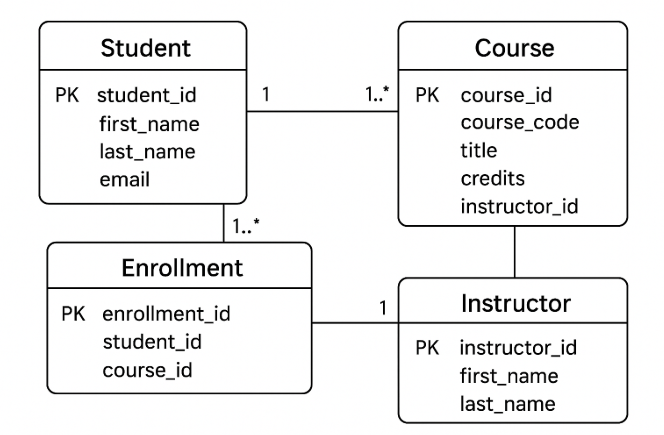 Student
PK student_id
first_name
last_name
email
1
1..*
Course
PK course_id
course_code
title
credits
instructor_id
1..*
Enrollment
PK enrollment_id
student_id
course_id
1
Instructor
PK instructor_id
first_name
last_name